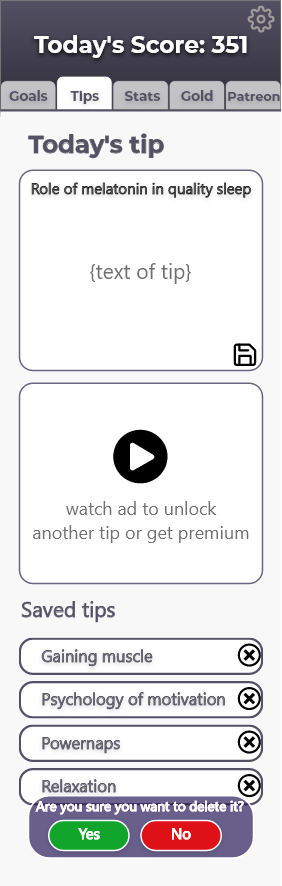 Today's Score: 351
Goals Tips Stats Gold Patreon
Today's tip
Role of melatonin in quality sleep
{text of tip}
watch ad to unlock
another tip or get premium
Saved tips
Gaining muscle
Psychology of motivation
Powernaps
Relaxation
Are you sure you want to delete it?
Yes No